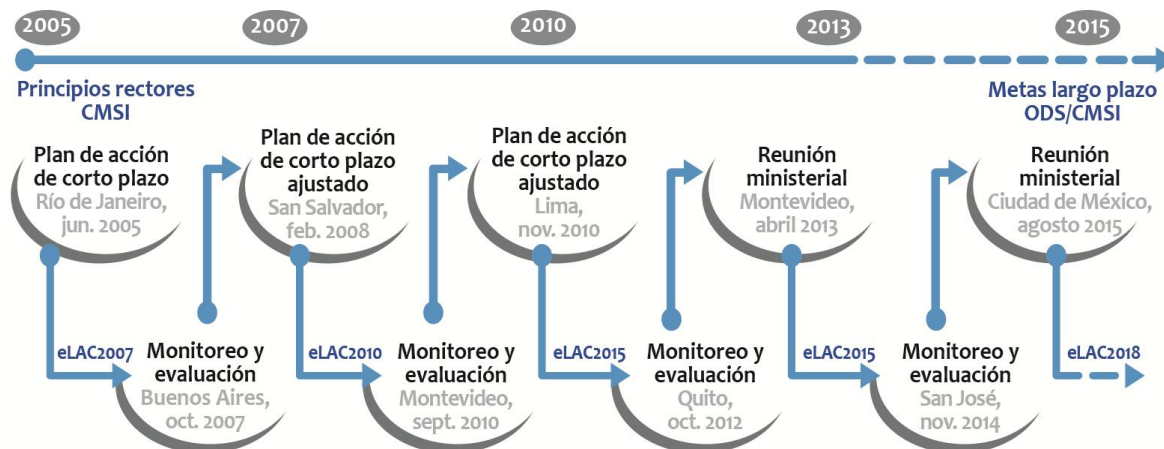 2005
2007
2010
2013
2015
Principios rectores
CMSI
Metas largo plazo
ODS/CMSI
Plan de acción
de corto plazo
Río de Janeiro,
jun. 2005
Plan de acción
de corto plazo
ajustado
San Salvador,
feb. 2008
Plan de acción
de corto plazo
ajustado
Lima,
nov. 2010
Reunión
ministerial
Montevideo,
abril 2013
Reunión
ministerial
Ciudad de México,
agosto 2015
eLAC2007
Monitoreo y
evaluación
Buenos Aires,
oct. 2007
eLAC2010
Monitoreo y
evaluación
Montevideo,
sept. 2010
eLAC2015
Monitoreo y
evaluación
Quito,
oct. 2012
eLAC2015
Monitoreo y
evaluación
San José,
nov. 2014
eLAC2018